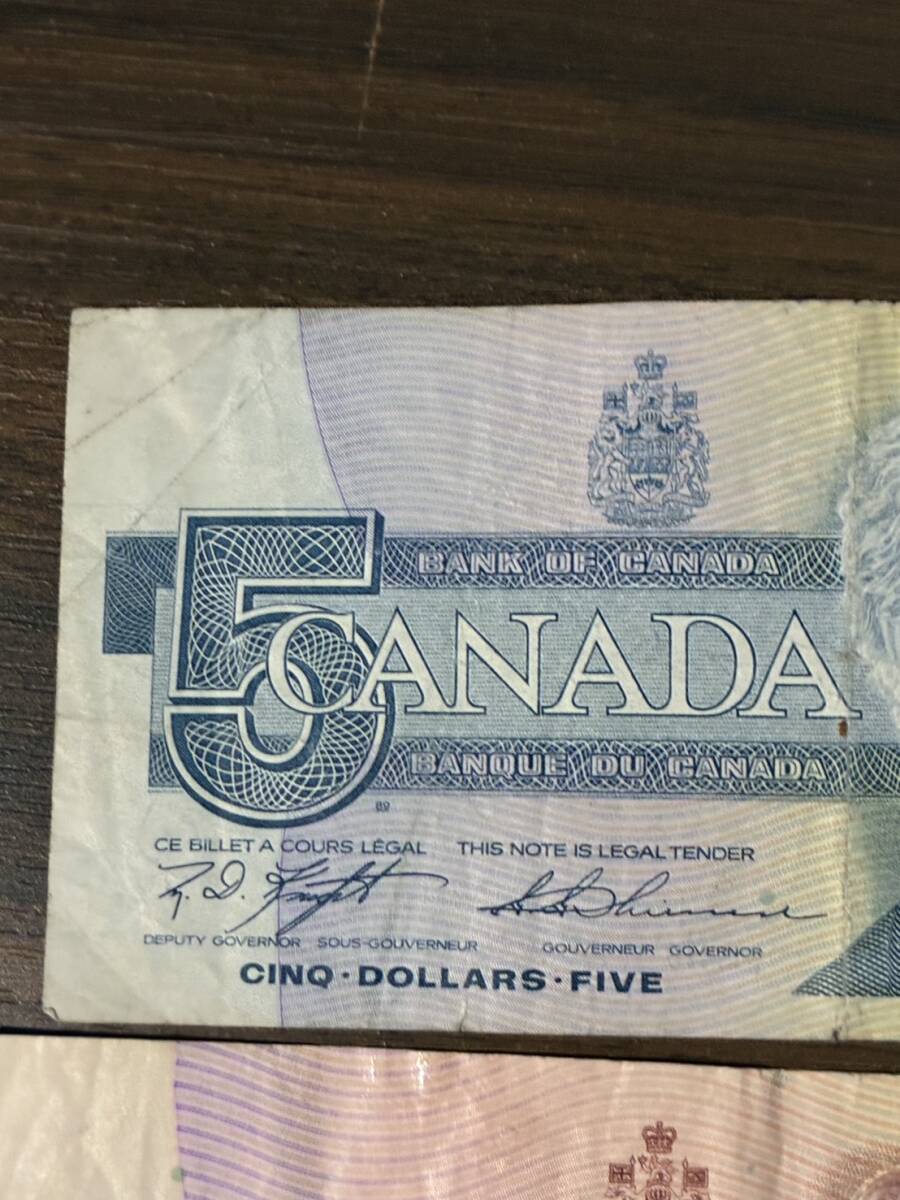 BANK OF CANADA
5
CANADA
BANQUE DU CANADA
CE BILLET A COURS LÉGAL THIS NOTE IS LEGAL TENDER
DEPUTY GOVERNOR SOUS-GOUVERNEUR GOUVERNEUR GOVERNOR
CINQ·DOLLARS·FIVE